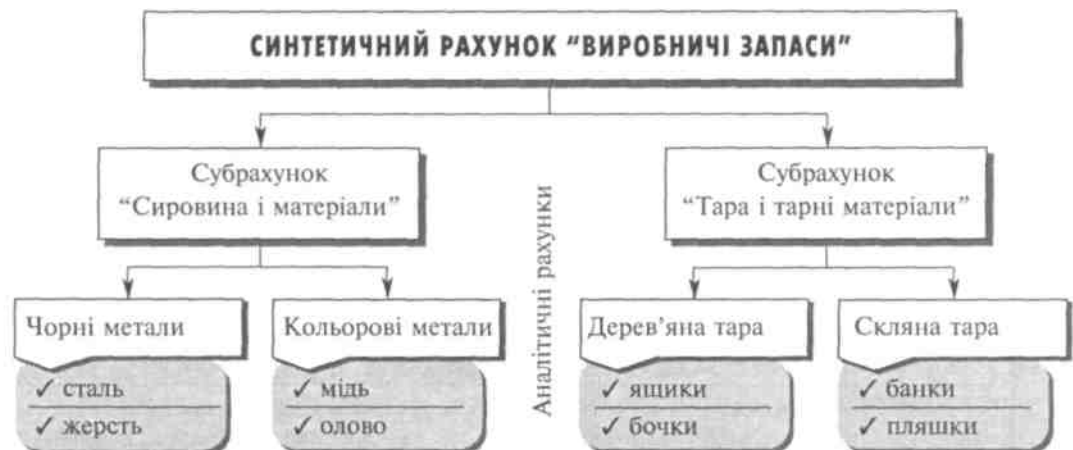 СИНТЕТИЧНИЙ РАХУНОК “ВИРОБНИЧІ ЗАПАСИ”
Субрахунок
“Сировина і матеріали”
Субрахунок
“Тара і тарні матеріали”
Аналітичні рахунки
Чорні метали
✓ сталь
✓ жерсть
Кольорові метали
✓ мідь
✓ олово
Дерев’яна тара
✓ ящики
✓ бочки
Скляна тара
✓ банки
✓ пляшки